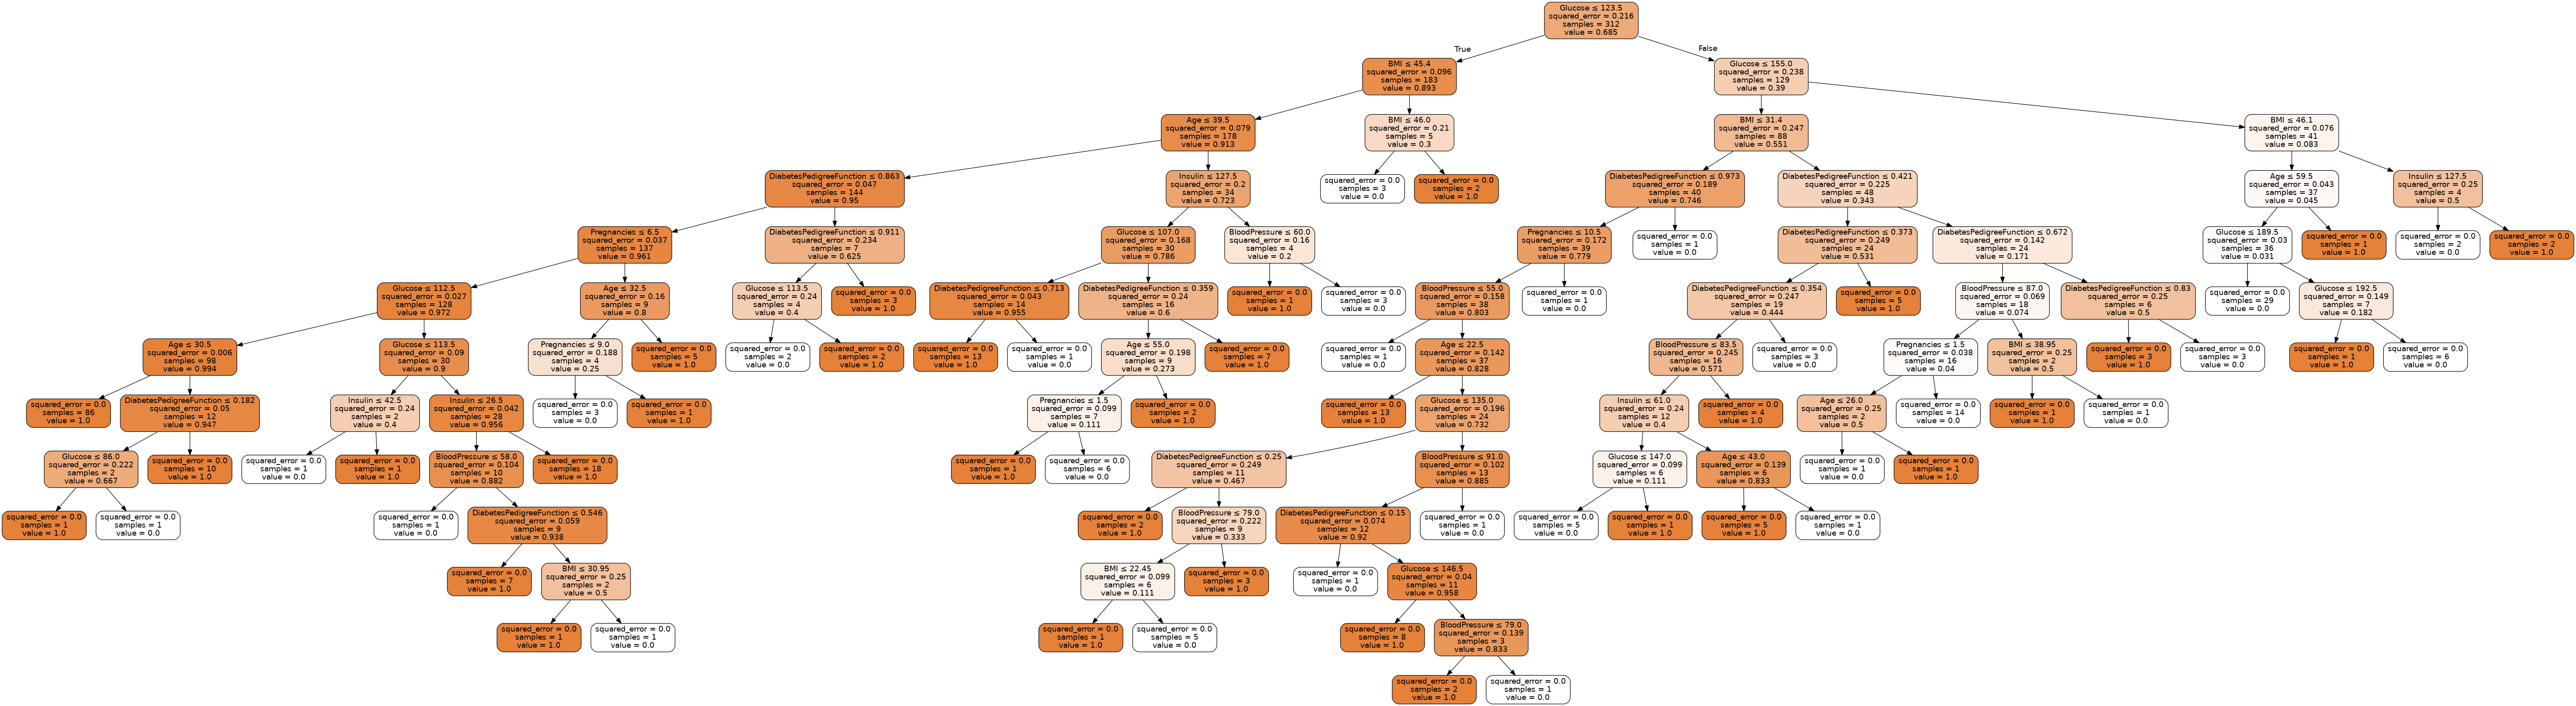 Glucose ≤ 123.5
squared_error = 0.216
samples = 312
value = 0.685
True
False
BMI ≤ 45.4
squared_error = 0.096
samples = 183
value = 0.893
Glucose ≤ 155.0
squared_error = 0.238
samples = 129
value = 0.39
Age ≤ 39.5
squared_error = 0.079
samples = 178
value = 0.913
BMI ≤ 46.0
squared_error = 0.21
samples = 5
value = 0.3
BMI ≤ 31.4
squared_error = 0.247
samples = 88
value = 0.551
BMI ≤ 46.1
squared_error = 0.076
samples = 41
value = 0.083
DiabetesPedigreeFunction ≤ 0.863
squared_error = 0.047
samples = 144
value = 0.95
Insulin ≤ 127.5
squared_error = 0.2
samples = 34
value = 0.723
squared_error = 0.0
samples = 3
value = 0.0
squared_error = 0.0
samples = 2
value = 1.0
DiabetesPedigreeFunction ≤ 0.973
squared_error = 0.189
samples = 40
value = 0.746
DiabetesPedigreeFunction ≤ 0.421
squared_error = 0.225
samples = 48
value = 0.343
Age ≤ 59.5
squared_error = 0.043
samples = 37
value = 0.045
Insulin ≤ 127.5
squared_error = 0.25
samples = 4
value = 0.5
Pregnancies ≤ 6.5
squared_error = 0.037
samples = 137
value = 0.961
DiabetesPedigreeFunction ≤ 0.911
squared_error = 0.234
samples = 7
value = 0.625
Glucose ≤ 107.0
squared_error = 0.168
samples = 30
value = 0.786
BloodPressure ≤ 60.0
squared_error = 0.16
samples = 4
value = 0.2
Pregnancies ≤ 10.5
squared_error = 0.172
samples = 39
value = 0.779
squared_error = 0.0
samples = 1
value = 0.0
DiabetesPedigreeFunction ≤ 0.373
squared_error = 0.249
samples = 24
value = 0.531
DiabetesPedigreeFunction ≤ 0.672
squared_error = 0.142
samples = 24
value = 0.171
Glucose ≤ 189.5
squared_error = 0.03
samples = 36
value = 0.031
squared_error = 0.0
samples = 1
value = 1.0
squared_error = 0.0
samples = 2
value = 0.0
squared_error = 0.0
samples = 2
value = 1.0
Glucose ≤ 112.5
squared_error = 0.027
samples = 128
value = 0.972
Age ≤ 32.5
squared_error = 0.16
samples = 9
value = 0.8
Glucose ≤ 113.5
squared_error = 0.24
samples = 4
value = 0.4
squared_error = 0.0
samples = 3
value = 1.0
DiabetesPedigreeFunction ≤ 0.713
squared_error = 0.043
samples = 14
value = 0.955
DiabetesPedigreeFunction ≤ 0.359
squared_error = 0.24
samples = 16
value = 0.6
squared_error = 0.0
samples = 1
value = 1.0
squared_error = 0.0
samples = 3
value = 0.0
BloodPressure ≤ 55.0
squared_error = 0.158
samples = 38
value = 0.803
squared_error = 0.0
samples = 1
value = 0.0
DiabetesPedigreeFunction ≤ 0.354
squared_error = 0.247
samples = 19
value = 0.444
squared_error = 0.0
samples = 5
value = 1.0
BloodPressure ≤ 87.0
squared_error = 0.069
samples = 18
value = 0.074
DiabetesPedigreeFunction ≤ 0.83
squared_error = 0.25
samples = 6
value = 0.5
squared_error = 0.0
samples = 29
value = 0.0
Glucose ≤ 192.5
squared_error = 0.149
samples = 7
value = 0.182
Age ≤ 30.5
squared_error = 0.006
samples = 98
value = 0.994
Glucose ≤ 113.5
squared_error = 0.09
samples = 30
value = 0.9
Pregnancies ≤ 9.0
squared_error = 0.188
samples = 4
value = 0.25
squared_error = 0.0
samples = 5
value = 1.0
squared_error = 0.0
samples = 2
value = 0.0
squared_error = 0.0
samples = 2
value = 1.0
squared_error = 0.0
samples = 13
value = 1.0
squared_error = 0.0
samples = 1
value = 0.0
Age ≤ 55.0
squared_error = 0.198
samples = 9
value = 0.273
squared_error = 0.0
samples = 7
value = 1.0
squared_error = 0.0
samples = 1
value = 0.0
Age ≤ 22.5
squared_error = 0.142
samples = 37
value = 0.828
BloodPressure ≤ 83.5
squared_error = 0.245
samples = 16
value = 0.571
squared_error = 0.0
samples = 3
value = 0.0
Pregnancies ≤ 1.5
squared_error = 0.038
samples = 16
value = 0.04
BMI ≤ 38.95
squared_error = 0.25
samples = 2
value = 0.5
squared_error = 0.0
samples = 3
value = 1.0
squared_error = 0.0
samples = 3
value = 0.0
squared_error = 0.0
samples = 1
value = 1.0
squared_error = 0.0
samples = 6
value = 0.0
squared_error = 0.0
samples = 86
value = 1.0
DiabetesPedigreeFunction ≤ 0.182
squared_error = 0.05
samples = 12
value = 0.947
Insulin ≤ 42.5
squared_error = 0.24
samples = 2
value = 0.4
Insulin ≤ 26.5
squared_error = 0.042
samples = 28
value = 0.956
squared_error = 0.0
samples = 3
value = 0.0
squared_error = 0.0
samples = 1
value = 1.0
Pregnancies ≤ 1.5
squared_error = 0.099
samples = 7
value = 0.111
squared_error = 0.0
samples = 2
value = 1.0
squared_error = 0.0
samples = 13
value = 1.0
Glucose ≤ 135.0
squared_error = 0.196
samples = 24
value = 0.732
Insulin ≤ 61.0
squared_error = 0.24
samples = 12
value = 0.4
squared_error = 0.0
samples = 4
value = 1.0
Age ≤ 26.0
squared_error = 0.25
samples = 2
value = 0.5
squared_error = 0.0
samples = 14
value = 0.0
squared_error = 0.0
samples = 1
value = 1.0
squared_error = 0.0
samples = 1
value = 0.0
Glucose ≤ 86.0
squared_error = 0.222
samples = 2
value = 0.667
squared_error = 0.0
samples = 10
value = 1.0
squared_error = 0.0
samples = 1
value = 0.0
squared_error = 0.0
samples = 1
value = 1.0
BloodPressure ≤ 58.0
squared_error = 0.104
samples = 10
value = 0.882
squared_error = 0.0
samples = 18
value = 1.0
squared_error = 0.0
samples = 1
value = 1.0
squared_error = 0.0
samples = 6
value = 0.0
DiabetesPedigreeFunction ≤ 0.25
squared_error = 0.249
samples = 11
value = 0.467
BloodPressure ≤ 91.0
squared_error = 0.102
samples = 13
value = 0.885
Glucose ≤ 147.0
squared_error = 0.099
samples = 6
value = 0.111
Age ≤ 43.0
squared_error = 0.139
samples = 6
value = 0.833
squared_error = 0.0
samples = 1
value = 0.0
squared_error = 0.0
samples = 1
value = 1.0
squared_error = 0.0
samples = 1
value = 1.0
squared_error = 0.0
samples = 1
value = 0.0
squared_error = 0.0
samples = 1
value = 0.0
DiabetesPedigreeFunction ≤ 0.546
squared_error = 0.059
samples = 9
value = 0.938
squared_error = 0.0
samples = 2
value = 1.0
BloodPressure ≤ 79.0
squared_error = 0.222
samples = 9
value = 0.333
DiabetesPedigreeFunction ≤ 0.15
squared_error = 0.074
samples = 12
value = 0.92
squared_error = 0.0
samples = 1
value = 0.0
squared_error = 0.0
samples = 5
value = 0.0
squared_error = 0.0
samples = 1
value = 1.0
squared_error = 0.0
samples = 5
value = 1.0
squared_error = 0.0
samples = 1
value = 0.0
squared_error = 0.0
samples = 7
value = 1.0
BMI ≤ 30.95
squared_error = 0.25
samples = 2
value = 0.5
BMI ≤ 22.45
squared_error = 0.099
samples = 6
value = 0.111
squared_error = 0.0
samples = 3
value = 1.0
squared_error = 0.0
samples = 1
value = 0.0
Glucose ≤ 146.5
squared_error = 0.04
samples = 11
value = 0.958
squared_error = 0.0
samples = 1
value = 1.0
squared_error = 0.0
samples = 1
value = 0.0
squared_error = 0.0
samples = 1
value = 1.0
squared_error = 0.0
samples = 5
value = 0.0
squared_error = 0.0
samples = 8
value = 1.0
BloodPressure ≤ 79.0
squared_error = 0.139
samples = 3
value = 0.833
squared_error = 0.0
samples = 2
value = 1.0
squared_error = 0.0
samples = 1
value = 0.0